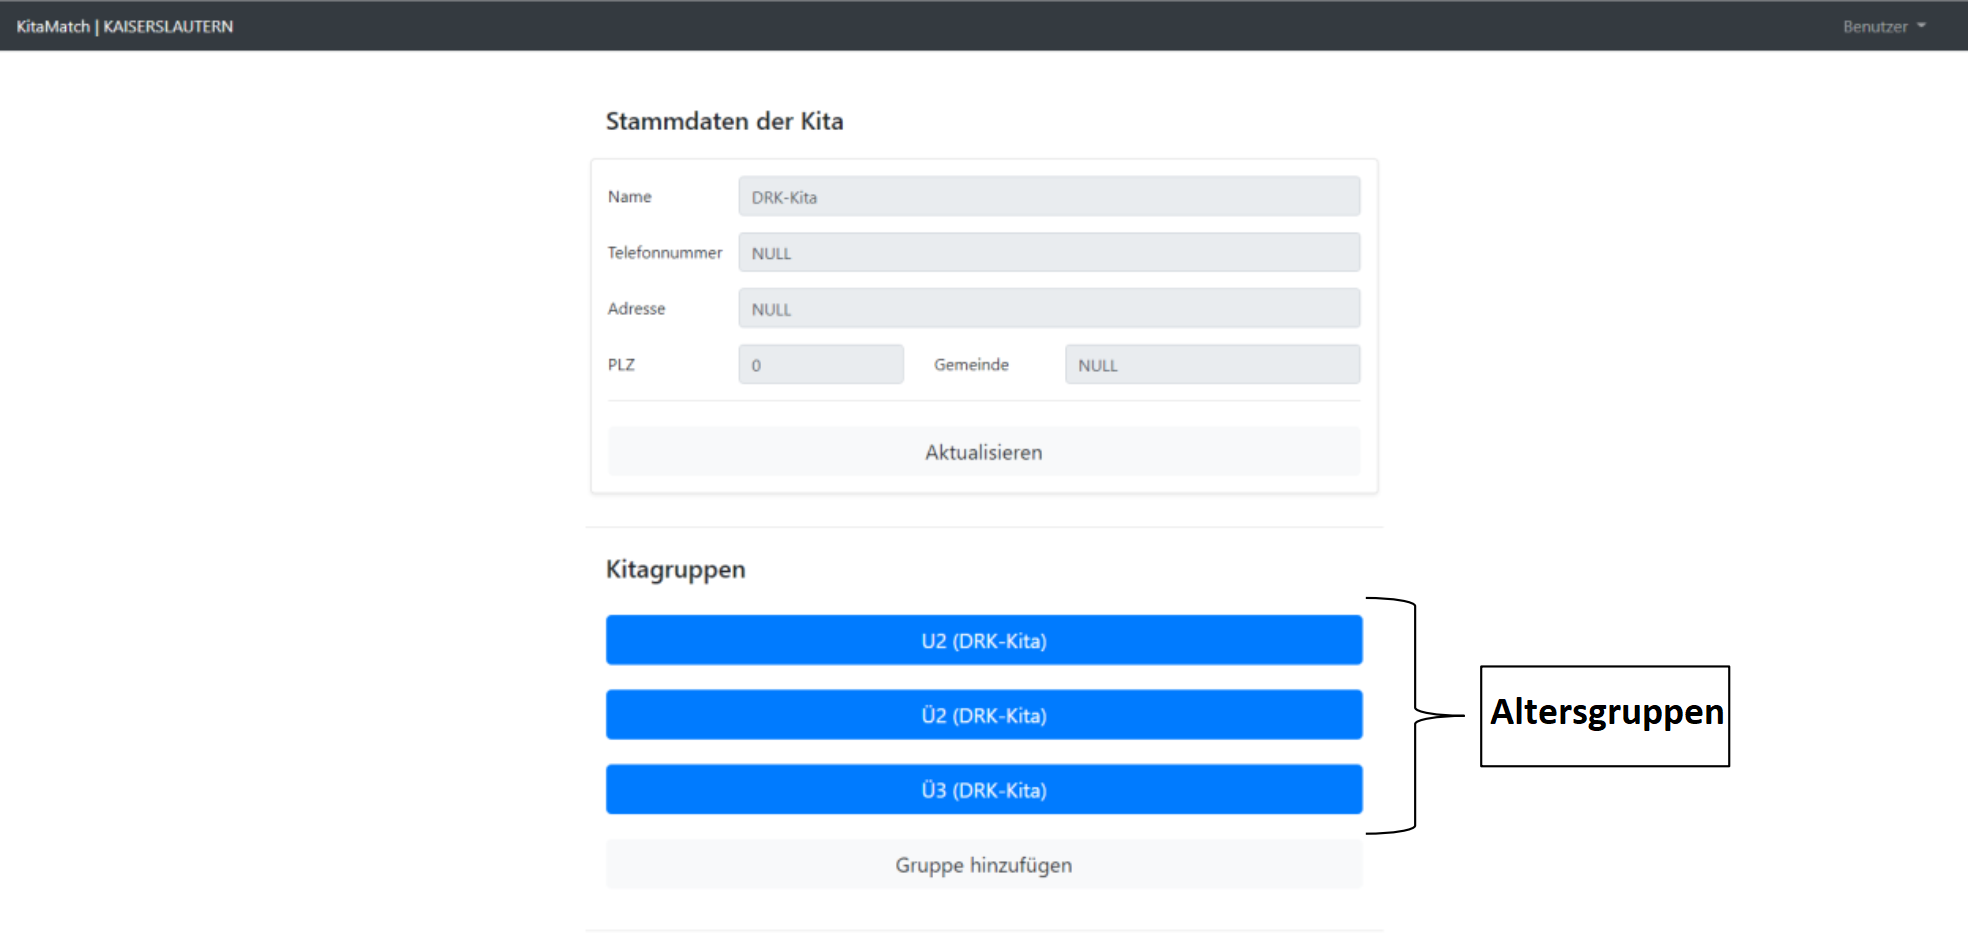 KitaMatch | KAISERSLAUTERN
Benutzer
Stammdaten der Kita
Name
DRK-Kita
Telefonnummer
NULL
Adresse
NULL
PLZ
0
Gemeinde
NULL
Aktualisieren
Kitagruppen
U2 (DRK-Kita)
Ü2 (DRK-Kita)
Ü3 (DRK-Kita)
Altersgruppen
Gruppe hinzufügen